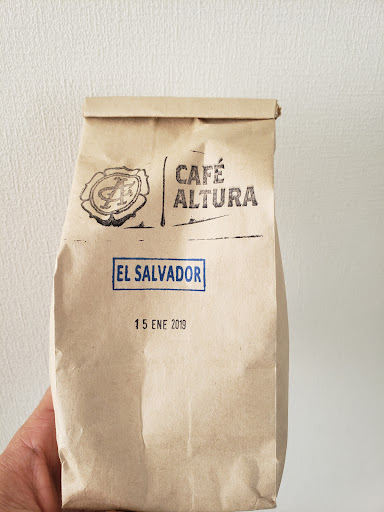 CAFÉ
ALTURA
EL SALVADOR
15 ENE 2019